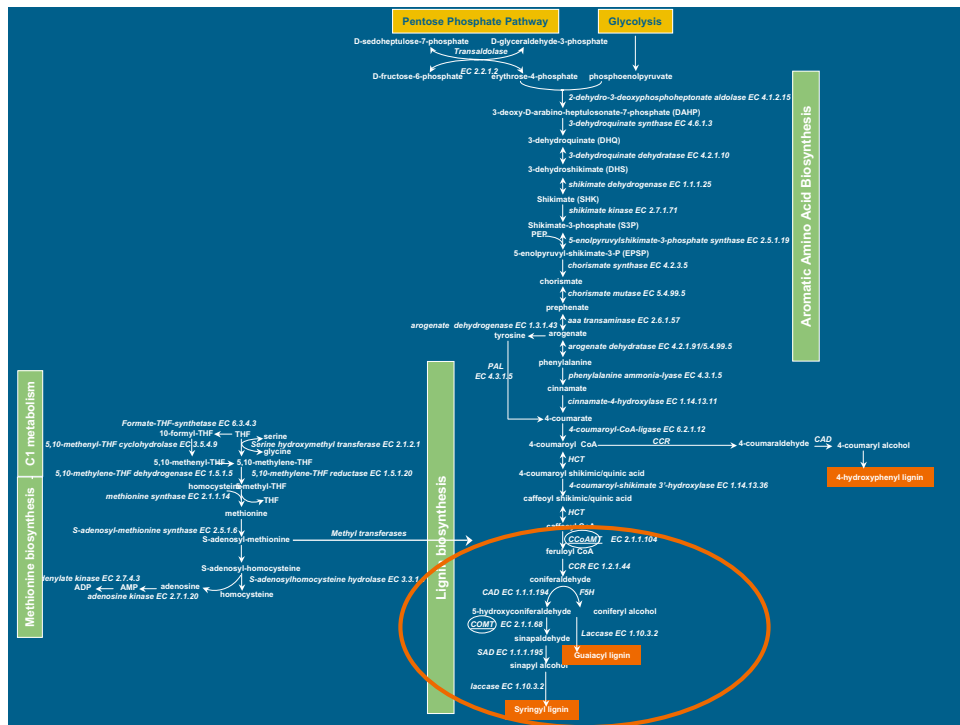 Pentose Phosphate Pathway
Glycolysis
D-sedoheptulose-7-phosphate
D-glyceraldehyde-3-phosphate
Transaldolase
EC 2.2.1.2
D-fructose-6-phosphate
erythrose-4-phosphate
phosphoenolpyruvate
2-dehydro-3-deoxyphosphoheptonate aldolase EC 4.1.2.15
3-deoxy-D-arabino-heptulosonate-7-phosphate (DAHP)
3-dehydroquinate synthase EC 4.6.1.3
3-dehydroquinate (DHQ)
3-dehydroquinate dehydratase EC 4.2.1.10
3-dehydroshikimate (DHS)
shikimate dehydrogenase EC 1.1.1.25
Shikimate (SHK)
shikimate kinase EC 2.7.1.71
Shikimate-3-phosphate (S3P)
PEP
5-enolpyruvylshikimate-3-phosphate synthase EC 2.5.1.19
5-enolpyruvyl-shikimate-3-P (EPSP)
chorismate synthase EC 4.2.3.5
chorismate
chorismate mutase EC 5.4.99.5
prephenate
aaa transaminase EC 2.6.1.57
arogenate dehydrogenase EC 1.3.1.43
tyrosine
arogenate
arogenate dehydratase EC 4.2.1.91/5.4.99.5
phenylalanine
PAL
EC 4.3.1.5
phenylalanine ammonia-lyase EC 4.3.1.5
cinnamate
cinnamate-4-hydroxylase EC 1.14.13.11
4-coumarate
4-coumaroyl-CoA-ligase EC 6.2.1.12
4-coumaroyl CoA
CCR
4-coumaraldehyde
CAD
4-coumaryl alcohol
4-hydroxyphenyl lignin
HCT
4-coumaroyl shikimic/quinic acid
4-coumaroyl-shikimate 3'-hydroxylase EC 1.14.13.36
caffeoyl shikimic/quinic acid
HCT
caffeoyl CoA
CCoAMT EC 2.1.1.104
feruloyl CoA
CCR EC 1.2.1.44
coniferaldehyde
CAD EC 1.1.1.194
F5H
5-hydroxyconiferaldehyde
coniferyl alcohol
COMT EC 2.1.1.68
Laccase EC 1.10.3.2
sinapaldehyde
SAD EC 1.1.1.195
Guaiacyl lignin
sinapyl alcohol
laccase EC 1.10.3.2
Syringyl lignin
Aromatic Amino Acid Biosynthesis
Lignin biosynthesis
C1 metabolism
Methionine biosynthesis
Formate-THF-synthetase EC 6.3.4.3
10-formyl-THF
THF
serine
5,10-methenyl-THF cyclohydrolase EC 3.5.4.9
Serine hydroxymethyl transferase EC 2.1.2.1
glycine
5,10-methenyl-THF
5,10-methylene-THF
5,10-methylene-THF dehydrogenase EC 1.5.1.5
5,10-methylene-THF reductase EC 1.5.1.20
homocysteine
5-methyl-THF
methionine synthase EC 2.1.1.14
THF
methionine
S-adenosyl-methionine synthase EC 2.5.1.6
S-adenosyl-methionine
Methyl transferases
S-adenosyl-homocysteine
denylate kinase EC 2.7.4.3
S-adenosylhomocysteine hydrolase EC 3.3.1.
ADP
AMP
adenosine
adenosine kinase EC 2.7.1.20
homocysteine